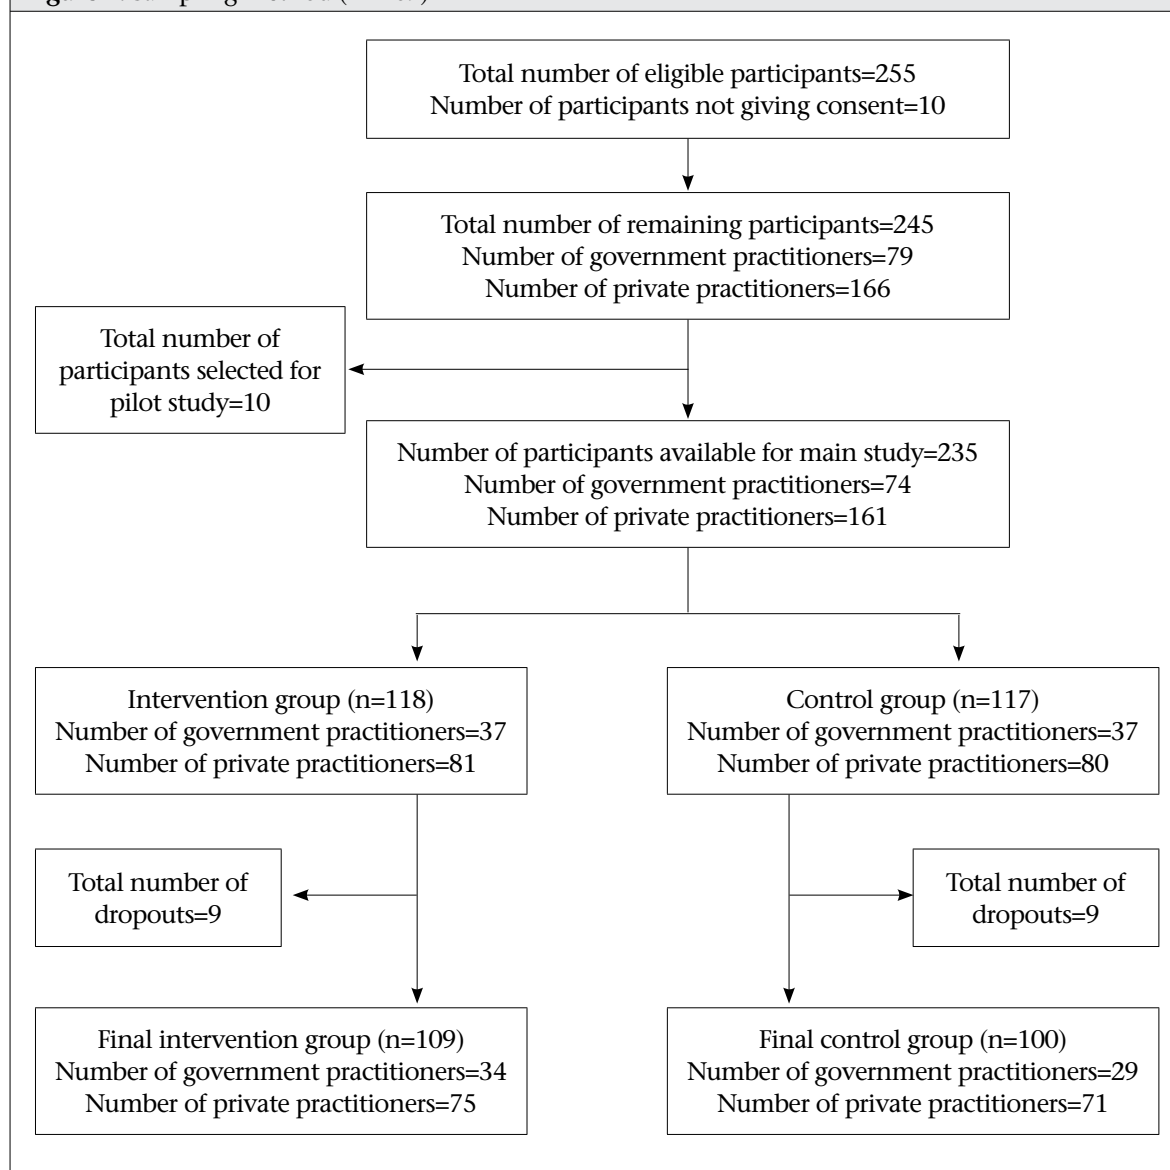 Total number of eligible participants=255
Number of participants not giving consent=10
Total number of remaining participants=245
Number of government practitioners=79
Number of private practitioners=166
Total number of
participants selected for
pilot study=10
Number of participants available for main study=235
Number of government practitioners=74
Number of private practitioners=161
Intervention group (n=118)
Number of government practitioners=37
Number of private practitioners=81
Control group (n=117)
Number of government practitioners=37
Number of private practitioners=80
Total number of
dropouts=9
Total number of
dropouts=9
Final intervention group (n=109)
Number of government practitioners=34
Number of private practitioners=75
Final control group (n=100)
Number of government practitioners=29
Number of private practitioners=71